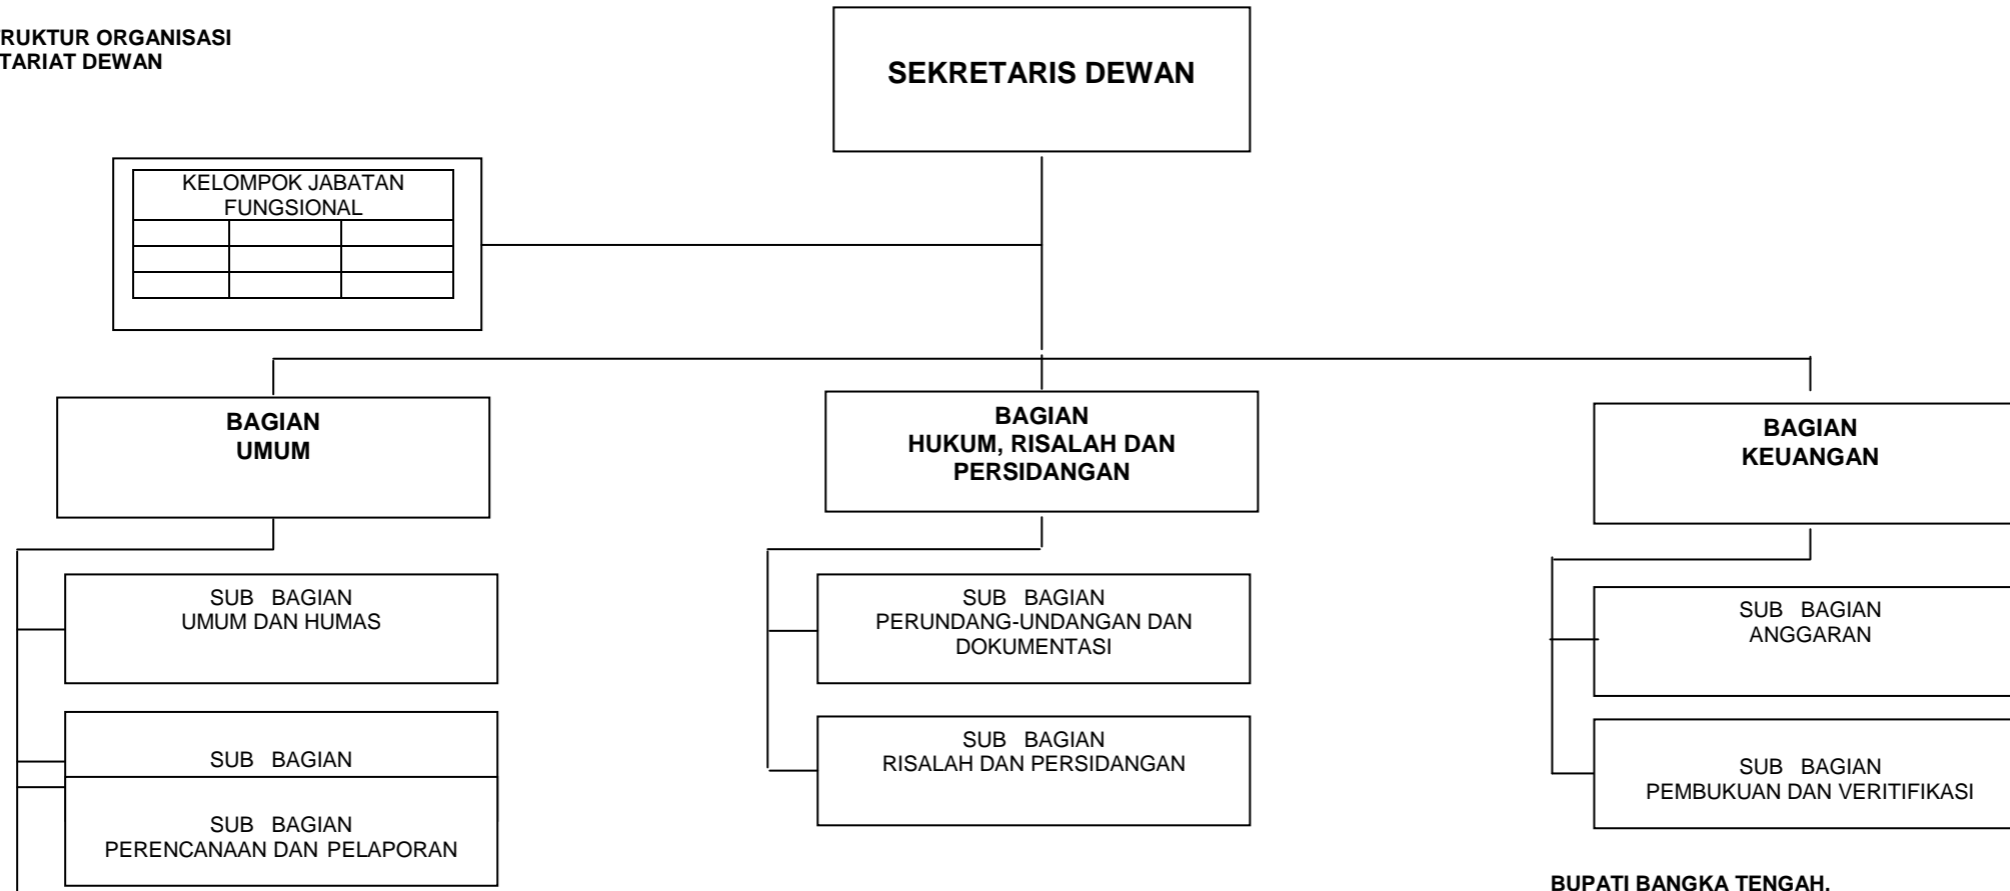 TRUKTUR ORGANISASI
TARIAT DEWAN
SEKRETARIS DEWAN
KELOMPOK JABATAN
FUNGSIONAL
BAGIAN
UMUM
BAGIAN
HUKUM, RISALAH DAN
PERSIDANGAN
BAGIAN
KEUANGAN
SUB BAGIAN
UMUM DAN HUMAS
SUB BAGIAN
PERUNDANG-UNDANGAN DAN
DOKUMENTASI
SUB BAGIAN
ANGGARAN
SUB BAGIAN
SUB BAGIAN
PERENCANAAN DAN PELAPORAN
SUB BAGIAN
RISALAH DAN PERSIDANGAN
SUB BAGIAN
PEMBUKUAN DAN VERITIFIKASI
BUPATI BANGKA TENGAH,